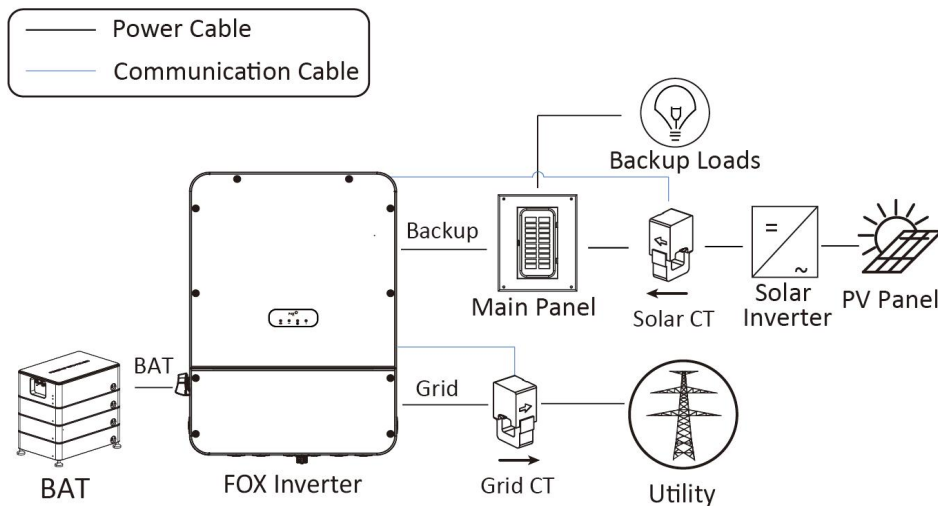 Power Cable
Communication Cable
Backup Loads
Backup
Main Panel
Solar CT
Solar
Inverter
PV Panel
BAT
Grid
BAT
FOX Inverter
Grid CT
Utility